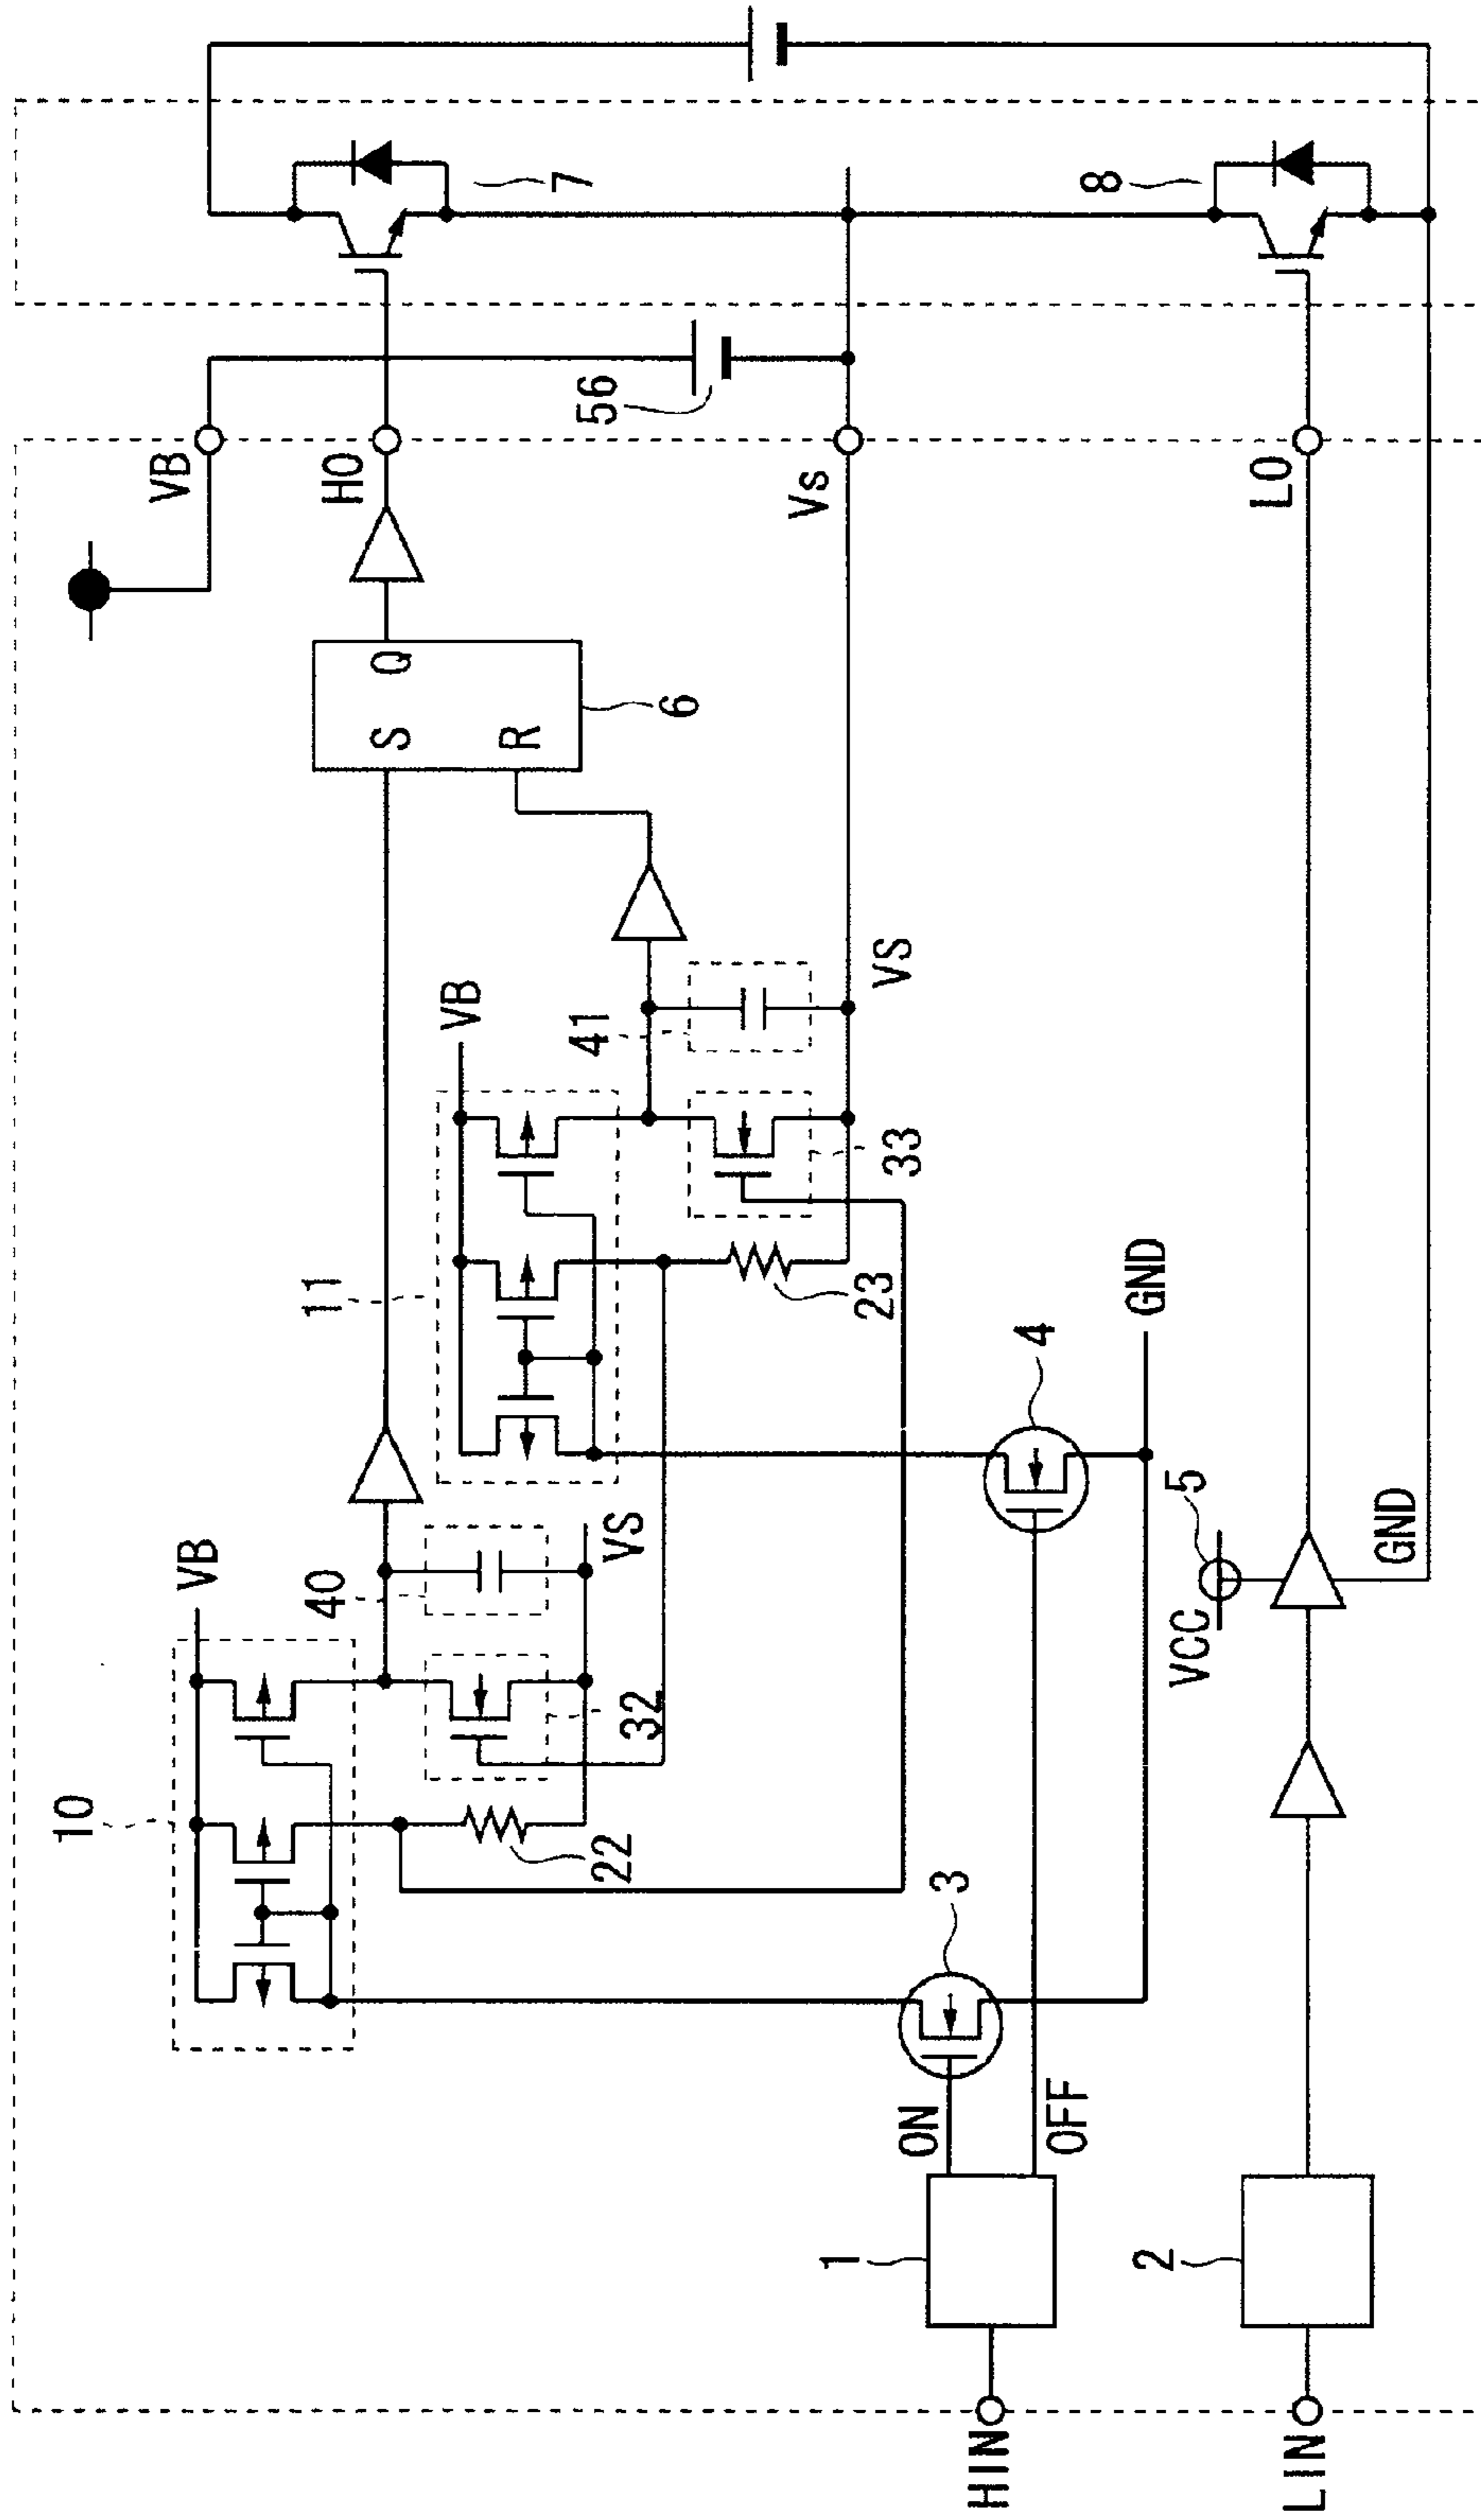 VB
HO
56
Vs
LO
7
8
S
Q
R
6
VB
11
41
VS
33
23
VB
10
40
VS
32
22
4
GND
3
5
VCC
GND
ON
OFF
1
2
HIN
LIN